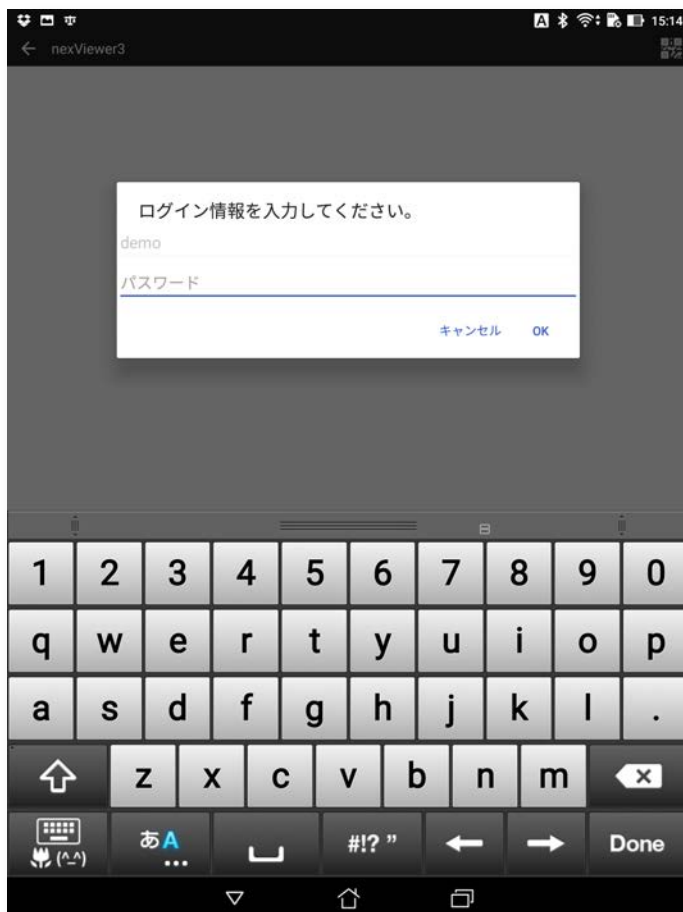 A 15:14
nexViewer3
ログイン情報を入力してください。
demo
パスワード
キャンセル OK
1 2 3 4 5 6 7 8 9 0
q w e r t y u i o p
a s d f g h j k l .
z x c v b n m
(^_^) あA ... #!? ” Done